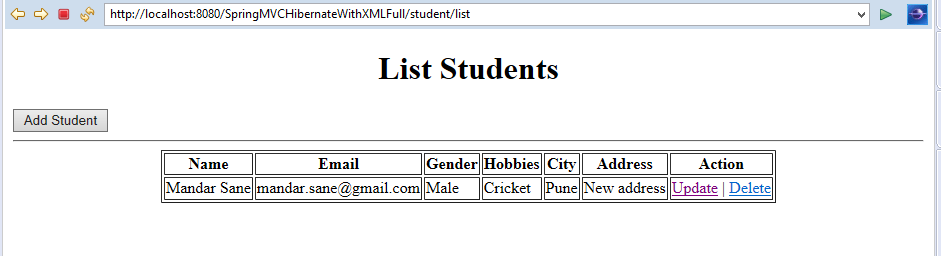 http://localhost:8080/SpringMVCHibernateWithXMLFull/student/list
List Students
Add Student
Name Email Gender Hobbies City Address Action
Mandar Sane mandar.sane@gmail.com Male Cricket Pune New address Update | Delete